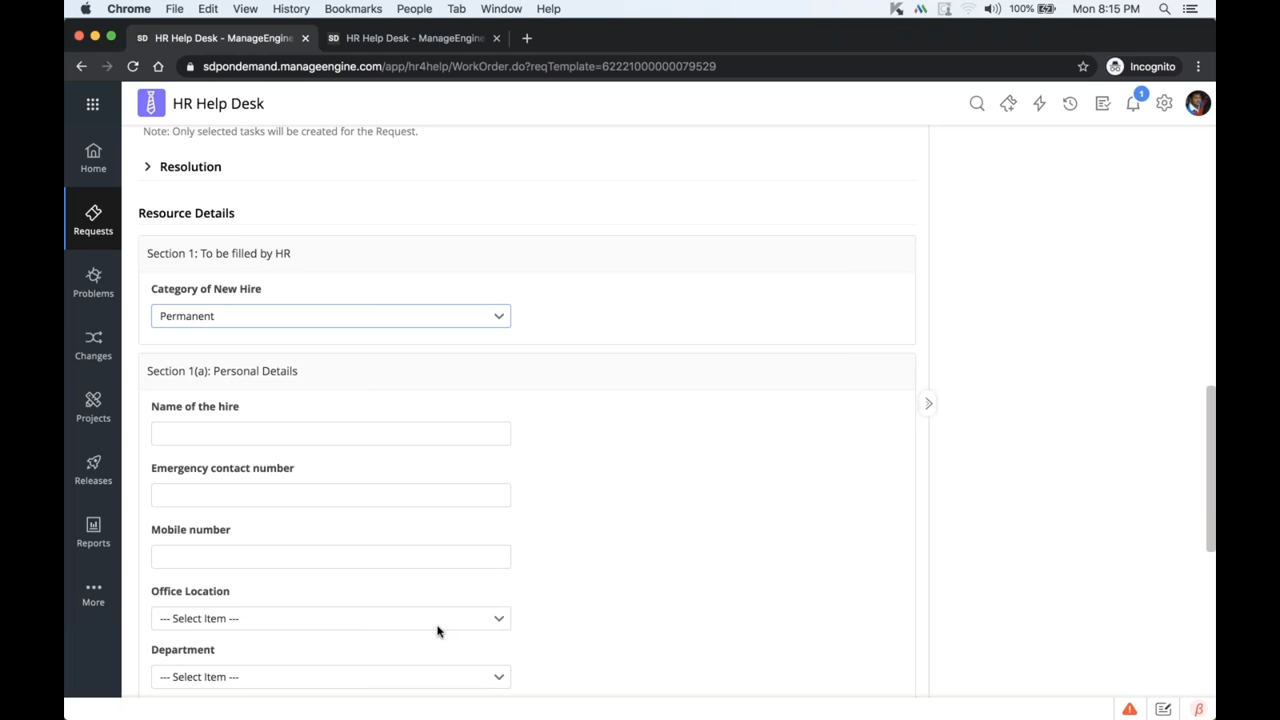 Chrome File Edit View History Bookmarks People Tab Window Help 100% Mon 8:15 PM
SD HR Help Desk - ManageEngine SD HR Help Desk - ManageEngine
sdpondemand.manageengine.com/app/hr4help/WorkOrder.do?reqTemplate=62221000000079529 Incognito
HR Help Desk 1
Note: Only selected tasks will be created for the Request.
Home
Resolution
Requests
Resource Details
Section 1: To be filled by HR
Problems
Category of New Hire
Permanent
Changes
Section 1(a): Personal Details
Name of the hire
Projects
Emergency contact number
Releases
Mobile number
Reports
Office Location
More
--- Select Item ---
Department
--- Select Item ---
β